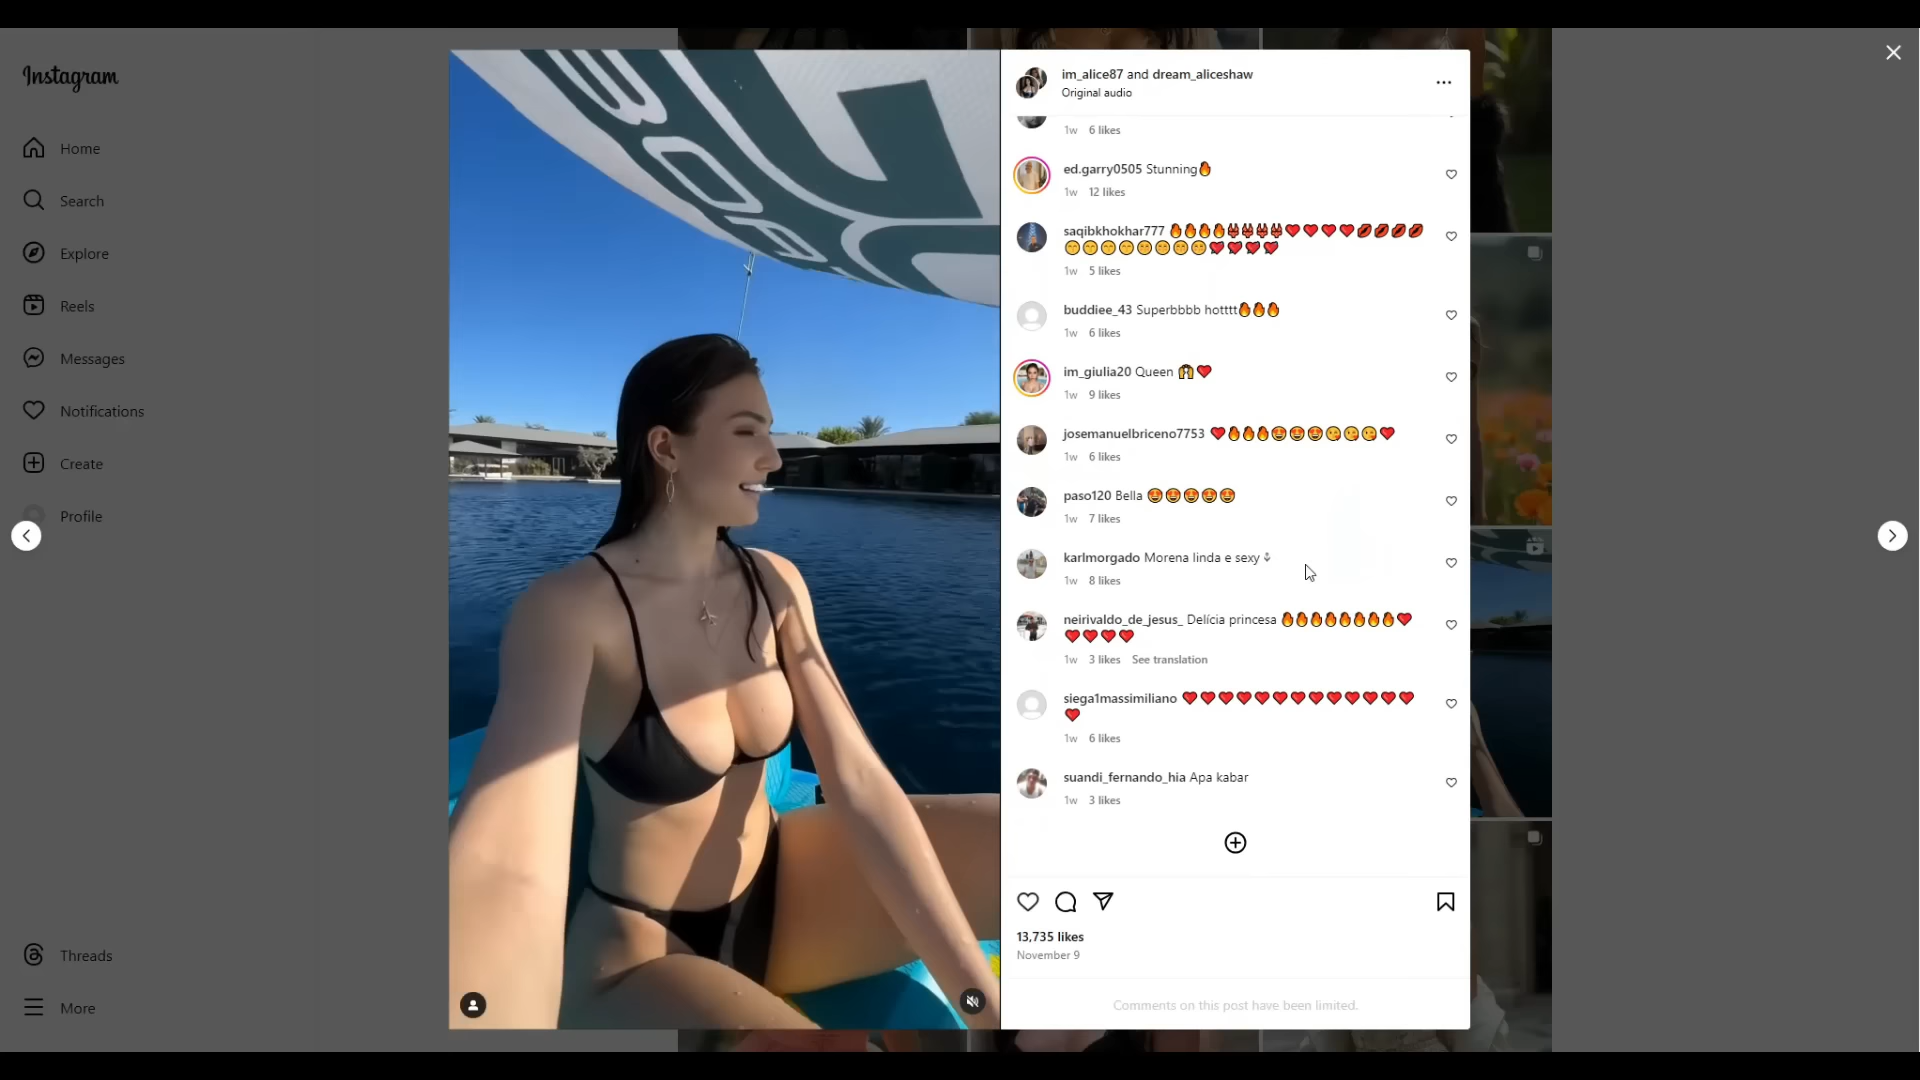 Instagram
Home
Search
Explore
Reels
Messages
Notifications
Create
Profile
Threads
More
im_alice87 and dream_aliceshaw
Original audio
1w 6 likes
ed.garry0505 Stunning🔥
1w 12 likes
saqibkhokhar777 🔥🔥🔥🔥👙👙👙👙❤️❤️❤️❤️💋💋💋💋
😁😁😁😁😁😁😁😁💘💘💘💘
1w 5 likes
buddiee_43 Superbbbb hotttt🔥🔥🔥
1w 6 likes
im_giulia20 Queen 🙌❤️
1w 9 likes
josemanuelbriceno7753 ❤️🔥🔥🔥😍😍😍😘😘😘❤️
1w 6 likes
paso120 Bella 😍😍😍😍😍
1w 7 likes
karlmorgado Morena linda e sexy
1w 8 likes
neirivaldo_de_jesus_ Delícia princesa 🔥🔥🔥🔥🔥🔥🔥🔥❤️
❤️❤️❤️❤️
1w 3 likes See translation
siega1massimiliano ❤️❤️❤️❤️❤️❤️❤️❤️❤️❤️❤️❤️❤️
❤️
1w 6 likes
suandi_fernando_hia Apa kabar
1w 3 likes
13,735 likes
November 9
Comments on this post have been limited.